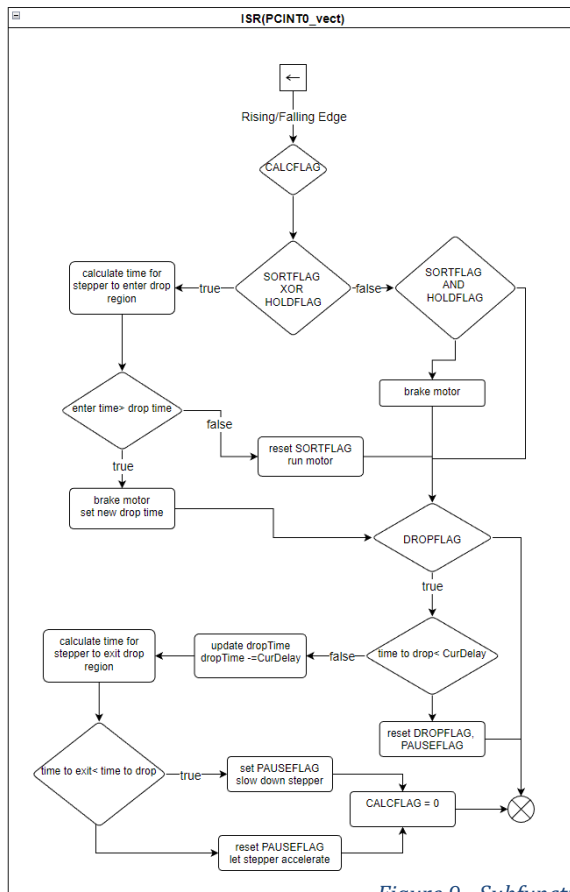 ISR(PCINT0_vect)
←
Rising/Falling Edge
CALCFLAG
calculate time for
stepper to enter drop
region
true
SORTFLAG
XOR
HOLDFLAG
false
SORTFLAG
AND
HOLDFLAG
brake motor
enter time> drop time
false
reset SORTFLAG
run motor
true
brake motor
set new drop time
DROPFLAG
true
calculate time for
stepper to exit drop
region
update dropTime
dropTime -=CurDelay
false
time to drop< CurDelay
reset DROPFLAG,
PAUSEFLAG
time to exit< time to drop
true
set PAUSEFLAG
slow down stepper
CALCFLAG = 0
reset PAUSEFLAG
let stepper accelerate